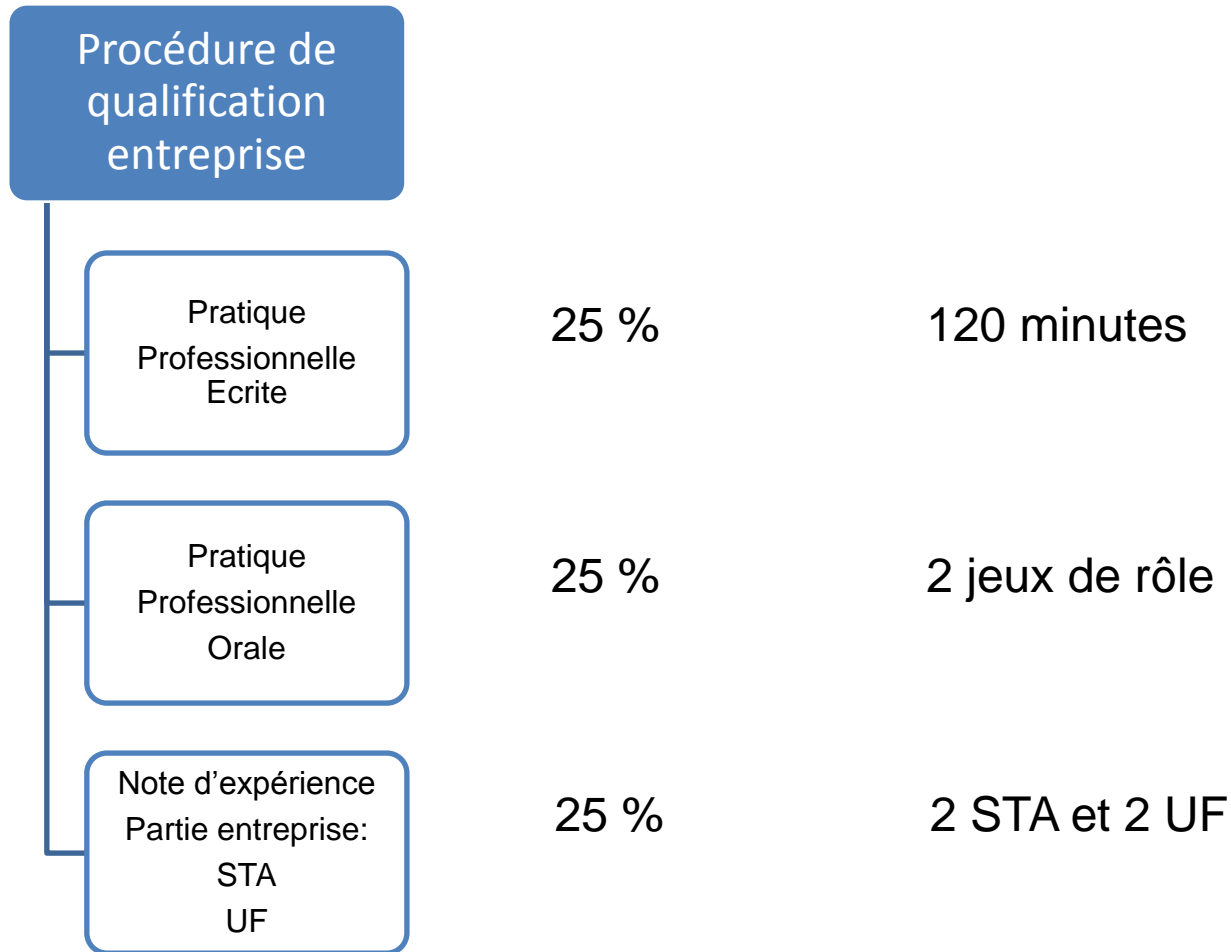 Procédure de
qualification
entreprise
Pratique
Professionnelle
Ecrite
25 %
120 minutes
Pratique
Professionnelle
Orale
25 %
2 jeux de rôle
Note d'expérience
Partie entreprise:
STA
UF
25 %
2 STA et 2 UF